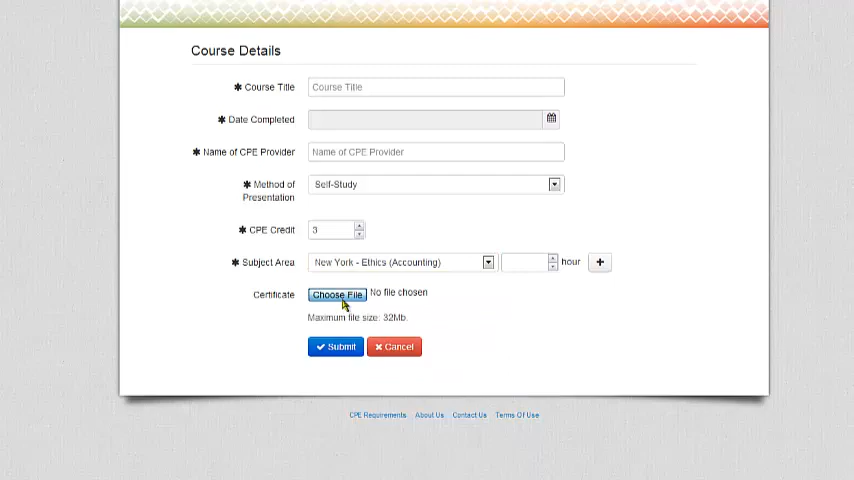 Course Details
✱ Course Title Course Title
✱ Date Completed
✱ Name of CPE Provider Name of CPE Provider
✱ Method of Presentation Self-Study
✱ CPE Credit 3
✱ Subject Area New York - Ethics (Accounting) hour +
Certificate Choose File No file chosen
Maximum file size: 32Mb.
✔ Submit ✖ Cancel
CPE Requirements About Us Contact Us Terms Of Use